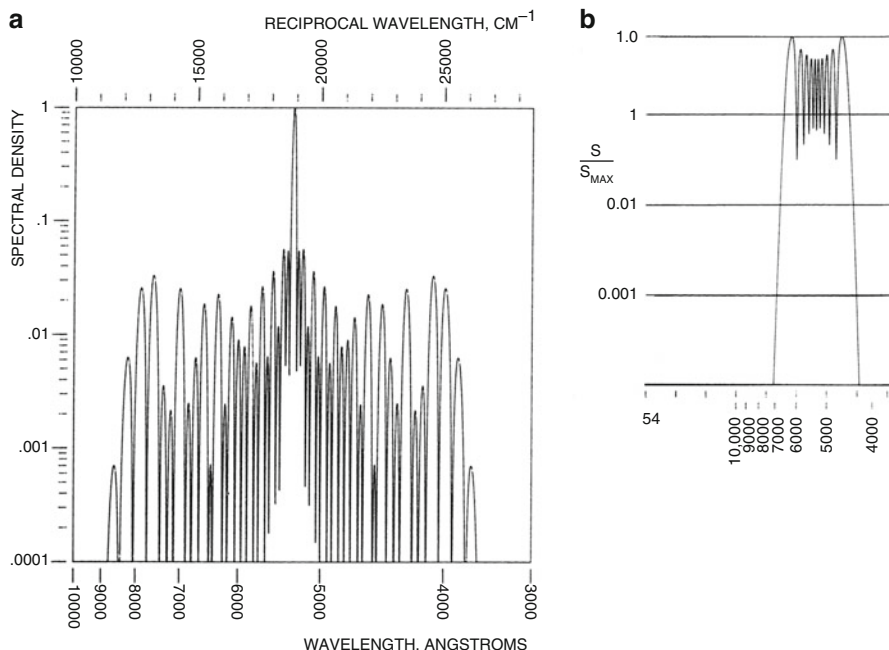 a
RECIPROCAL WAVELENGTH, CM⁻¹
10000 15000 20000 25000
SPECTRAL DENSITY
1
.1
.01
.001
.0001
10000 9000 8000 7000 6000 5000 4000 3000
WAVELENGTH, ANGSTROMS
b
1.0
1
S
S_MAX
0.01
0.001
54
10,000 9000 8000 7000 6000 5000 4000